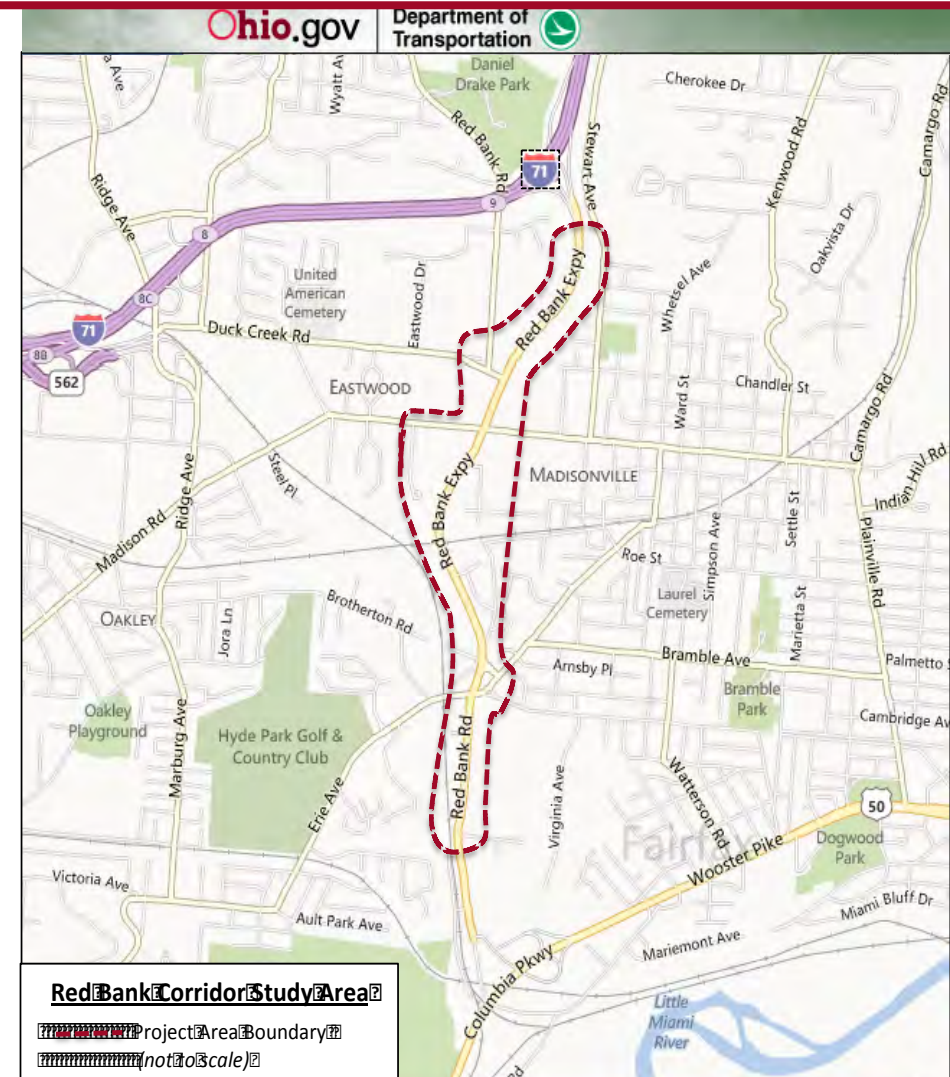 Ohio.gov
Department of
Transportation
a Ave
Wyatt Av
Daniel
Drake Park
Cherokee Dr
Red Bank Rd
Stewart Ave
Kenwood Rd
Camargo Rd
71
9
Ridge Ave
8
Oakvista Dr
United
American
Cemetery
Eastwood Dr
Red Bank Expy
Whetsel Ave
8C
71
8B
562
Duck Creek Rd
EASTWOOD
Ward St
Chandler St
Camargo Rd
Steel Pl
Ridge Ave
Red Bank Expy
MADISONVILLE
Indian Hill Rd
Madison Rd
Settle St
Simpson Ave
Plainville Rd
Roe St
OAKLEY
Jora Ln
Brotherton Rd
Laurel
Cemetery
Marietta St
Arnsby Pl
Bramble Ave
Palmetto
Oakley
Playground
Marburg Ave
Hyde Park Golf &
Country Club
Bramble
Park
Cambridge Av
Red Bank Rd
Erie Ave
Virginia Ave
Watterson Rd
50
Fairf
Wooster Pike
Dogwood
Park
Victoria Ave
Ault Park Ave
Miami Bluff Dr
Mariemont Ave
Columbia Pkwy
Little
Miami
River
Red Bank Corridor Study Area
Project Area Boundary
(not to scale)